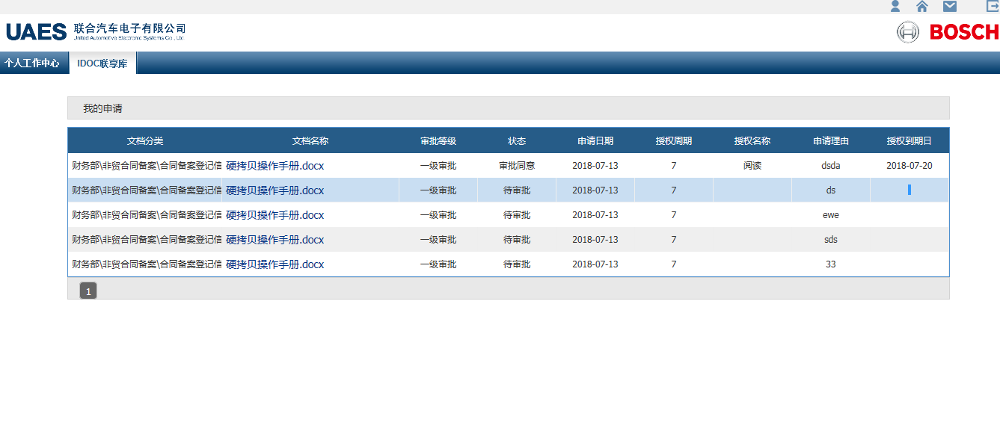 UAES 联合汽车电子有限公司
United Automotive Electronic Systems Co., Ltd.
BOSCH
个人工作中心 IDOC联享库
我的申请
文档分类 文档名称 审批等级 状态 申请日期 授权周期 授权名称 申请理由 授权到期日
财务部\非贸合同备案\合同备案登记信 硬拷贝操作手册.docx 一级审批 审批同意 2018-07-13 7 阅读 dsda 2018-07-20
财务部\非贸合同备案\合同备案登记信 硬拷贝操作手册.docx 一级审批 待审批 2018-07-13 7 ds
财务部\非贸合同备案\合同备案登记信 硬拷贝操作手册.docx 一级审批 待审批 2018-07-13 7 ewe
财务部\非贸合同备案\合同备案登记信 硬拷贝操作手册.docx 一级审批 待审批 2018-07-13 7 sds
财务部\非贸合同备案\合同备案登记信 硬拷贝操作手册.docx 一级审批 待审批 2018-07-13 7 33
1